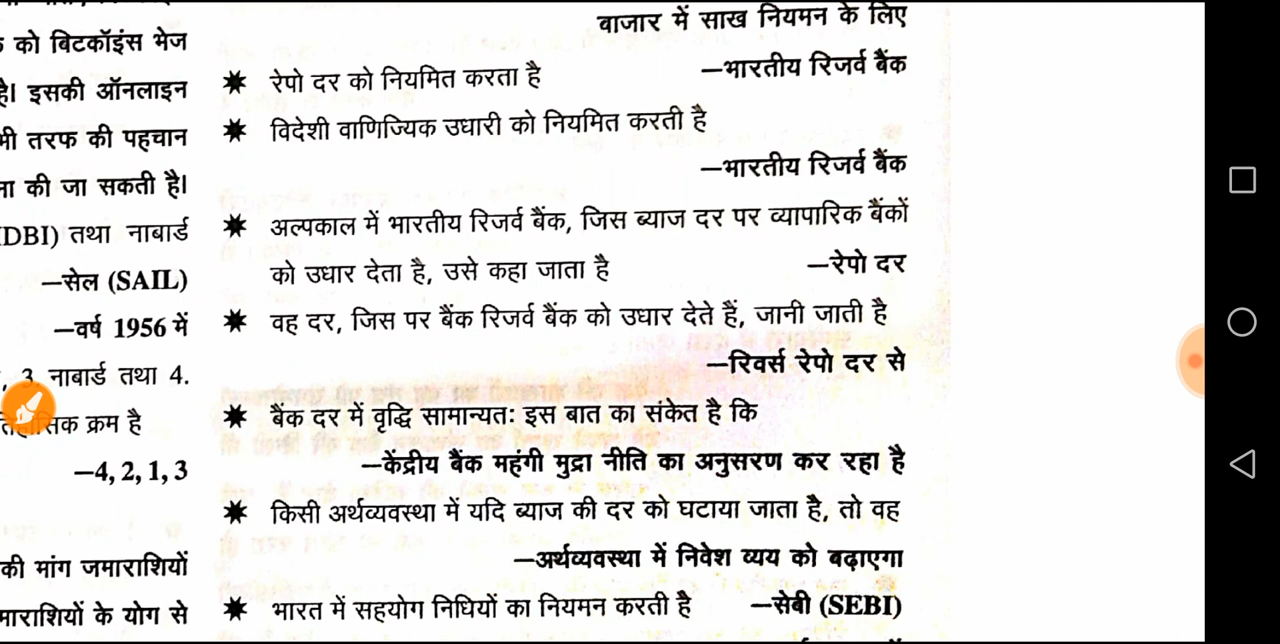 को बिटकॉइंस भेज
है। इसकी ऑनलाइन
भी तरफ की पहचान
की जा सकती है।
DBI) तथा नाबार्ड
—सेल (SAIL)
—वर्ष 1956 में
, 3. नाबार्ड तथा 4.
क्रम है
—4, 2, 1, 3
की मांग जमाराशियों
के योग से
बाजार में साख नियमन के लिए
✷ रेपो दर को नियमित करता है —भारतीय रिजर्व बैंक
✷ विदेशी वाणिज्यिक उधारी को नियमित करती है
—भारतीय रिजर्व बैंक
✷ अल्पकाल में भारतीय रिजर्व बैंक, जिस ब्याज दर पर व्यापारिक बैंकों
को उधार देता है, उसे कहा जाता है —रेपो दर
✷ वह दर, जिस पर बैंक रिजर्व बैंक को उधार देते हैं, जानी जाती है
—रिवर्स रेपो दर से
✷ बैंक दर में वृद्धि सामान्यतः इस बात का संकेत है कि
—केंद्रीय बैंक महंगी मुद्रा नीति का अनुसरण कर रहा है
✷ किसी अर्थव्यवस्था में यदि ब्याज की दर को घटाया जाता है, तो वह
—अर्थव्यवस्था में निवेश व्यय को बढ़ाएगा
✷ भारत में सहयोग निधियों का नियमन करती है —सेबी (SEBI)